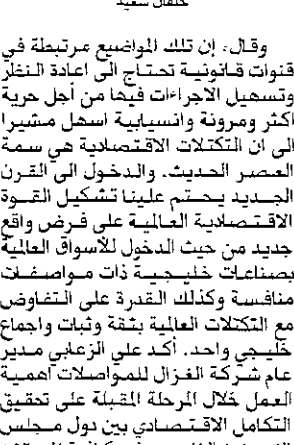 خلفان سعيد
وقال: إن تلك المواضيع مرتبطة في
قنوات قانونية تحتاج الى اعادة النظر
وتسهيل الاجراءات فيها من أجل حرية
اكثر ومرونة وانسيابية اسهل مشيرا
الى ان التكتلات الاقتصادية هي سمة
العصر الحديث، والدخول الى القرن
الجديد يحتم علينا تشكيل القوة
الاقتصادية العالمية على فرض واقع
جديد من حيث الدخول للأسواق العالمية
بصناعات خليجية ذات مواصفات
منافسة وكذلك القدرة على التفاوض
مع التكتلات العالمية بثقة وثبات واجماع
خليجي واحد. أكد علي الزعابي مدير
عام شركة الغزال للمواصلات اهمية
العمل خلال المرحلة المقبلة على تحقيق
التكامل الاقتصادي بين دول مجلس